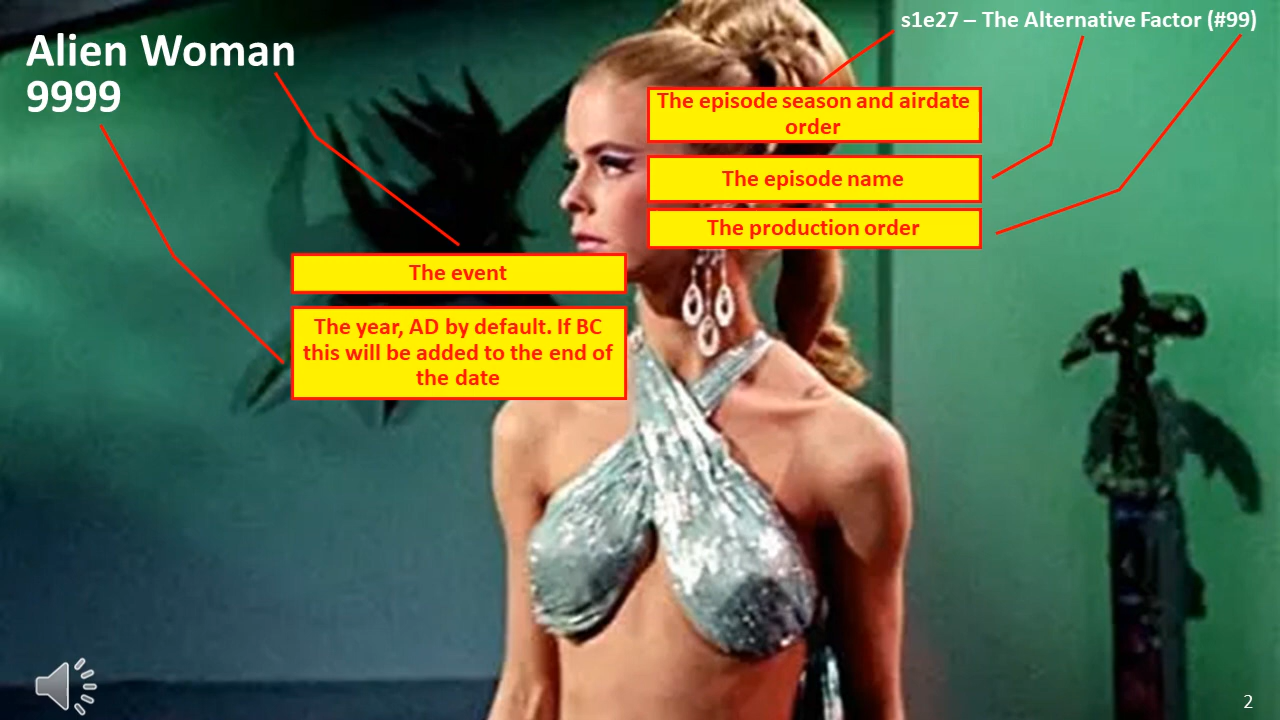 Alien Woman
9999
s1e27 – The Alternative Factor (#99)
The episode season and airdate
order
The episode name
The production order
The event
The year, AD by default. If BC
this will be added to the end of
the date
2